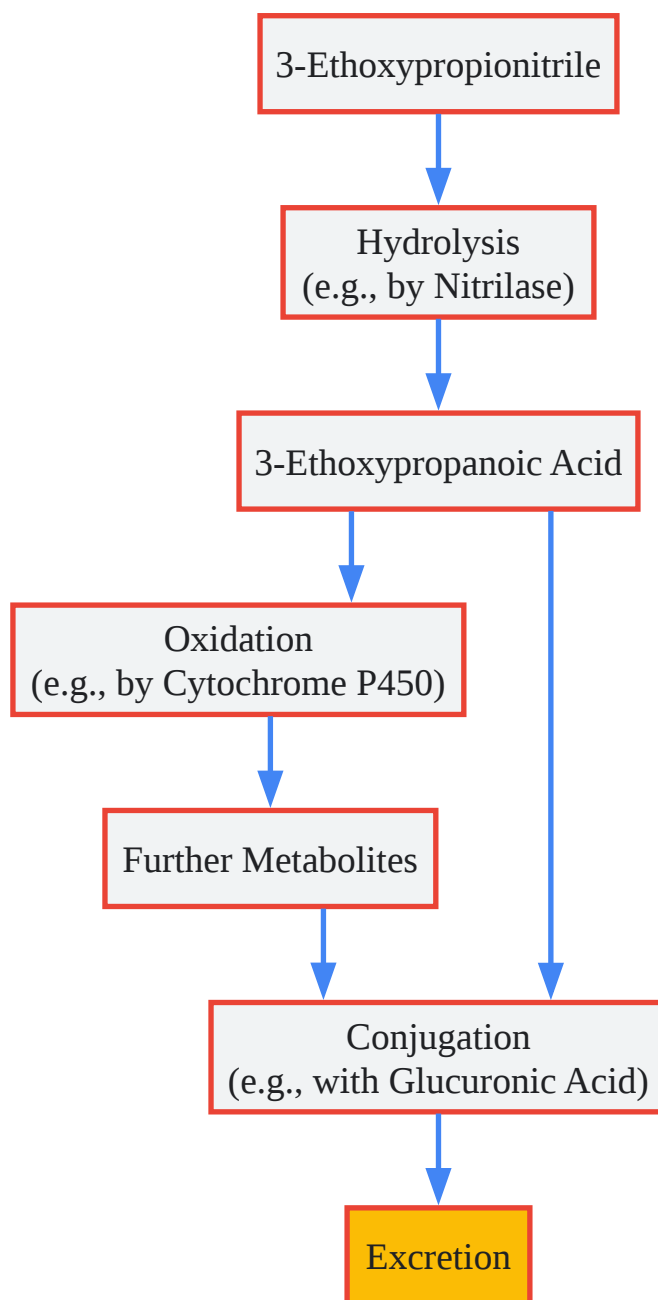 3-Ethoxypropionitrile
Hydrolysis
(e.g., by Nitrilase)
3-Ethoxypropanoic Acid
Oxidation
(e.g., by Cytochrome P450)
Further Metabolites
Conjugation
(e.g., with Glucuronic Acid)
Excretion